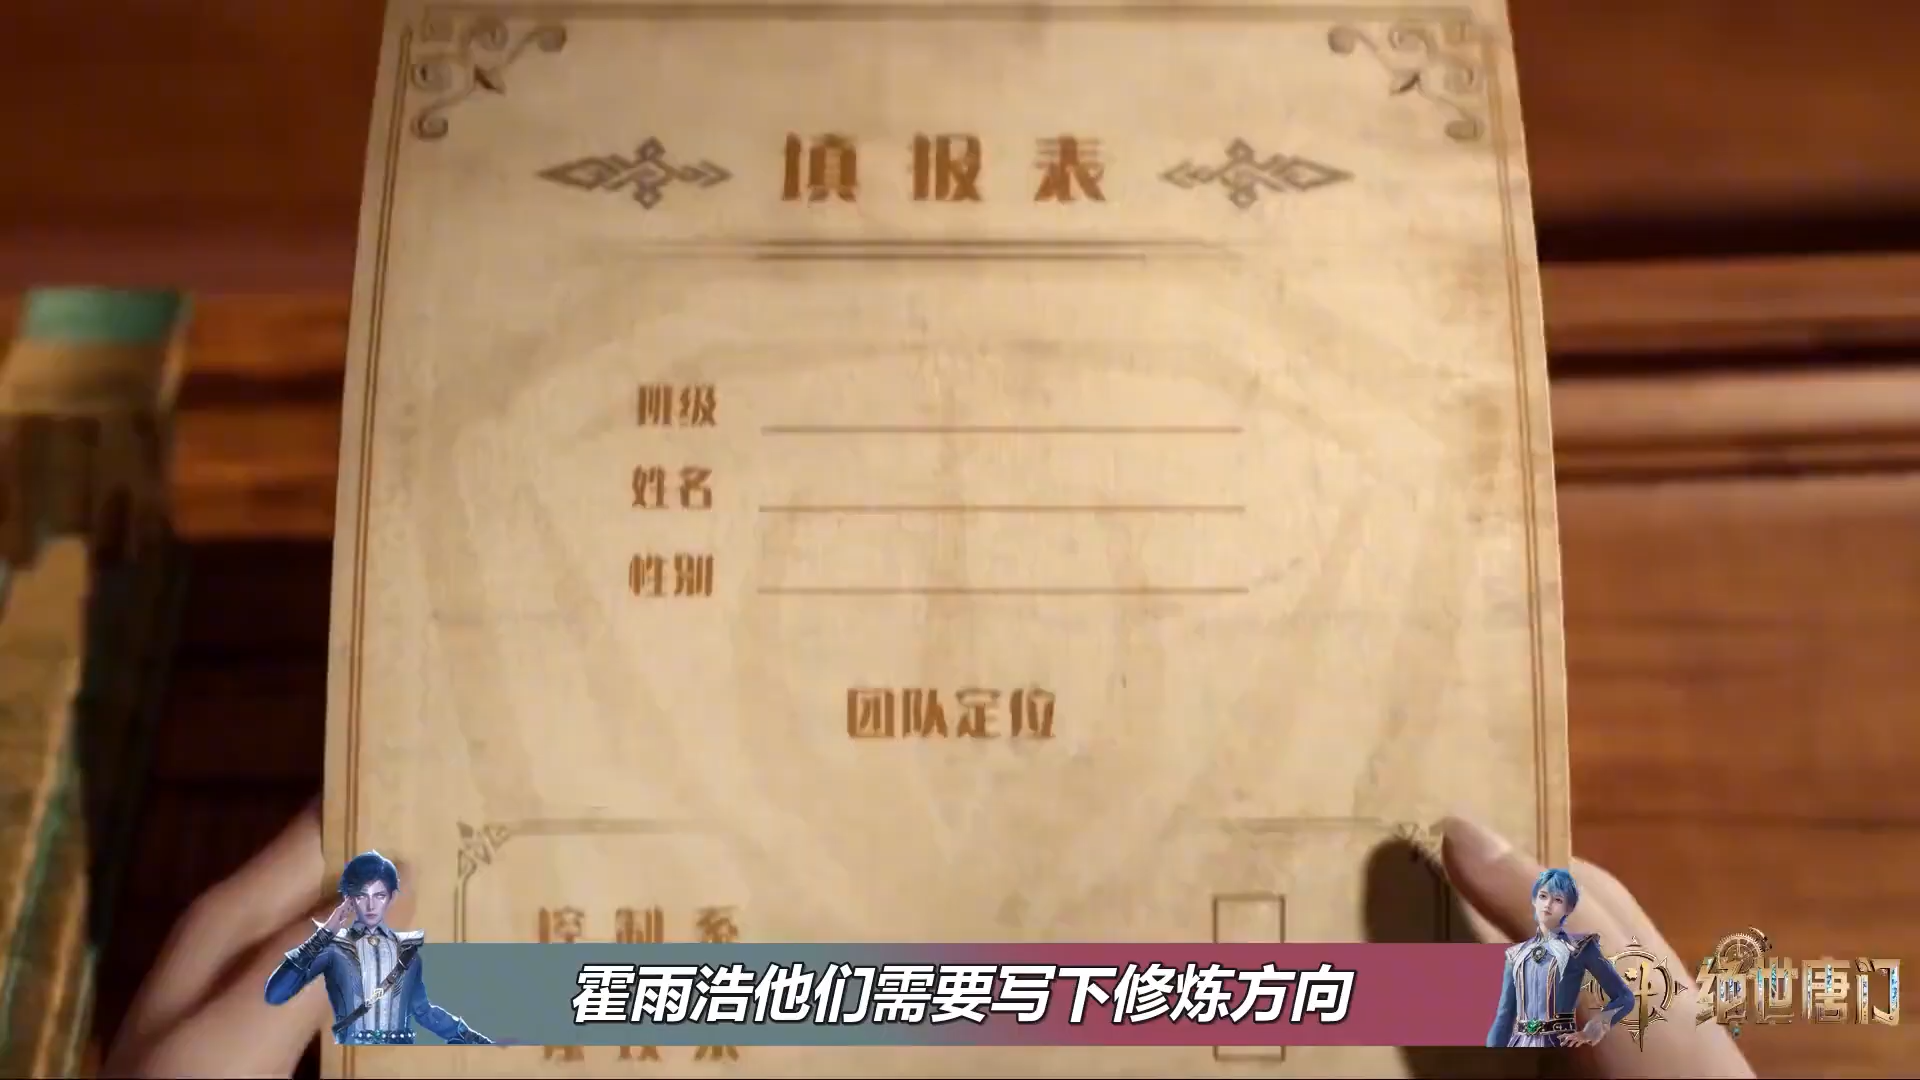 填报表
班级
姓名
性别
团队定位
控制系
霍雨浩他们需要写下修炼方向
绝世唐门